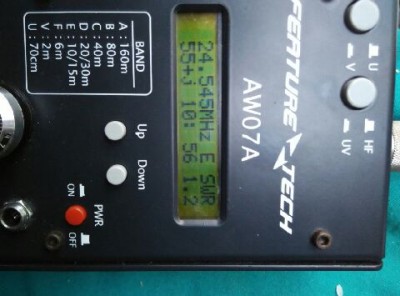 U
V
HF
UV
FEATURE TECH
AW07A
24.545MHz E SWR
55+j 10: 56 1.2
BAND
A : 160m
B : 80m
C : 40m
D : 20/30m
E : 10/15m
F : 6m
V : 2m
U : 70cm
Up
Down
PWR
ON
OFF